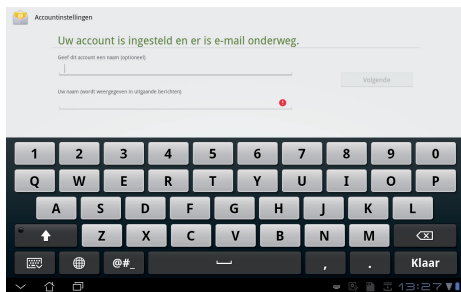 Accountinstellingen
Uw account is ingesteld en er is e-mail onderweg.
Geef dit account een naam (optioneel)
Volgende
Uw naam (wordt weergegeven in uitgaande berichten)
1 2 3 4 5 6 7 8 9 0
Q W E R T Y U I O P
A S D F G H J K L
Z X C V B N M
@#_ , . Klaar
13:27